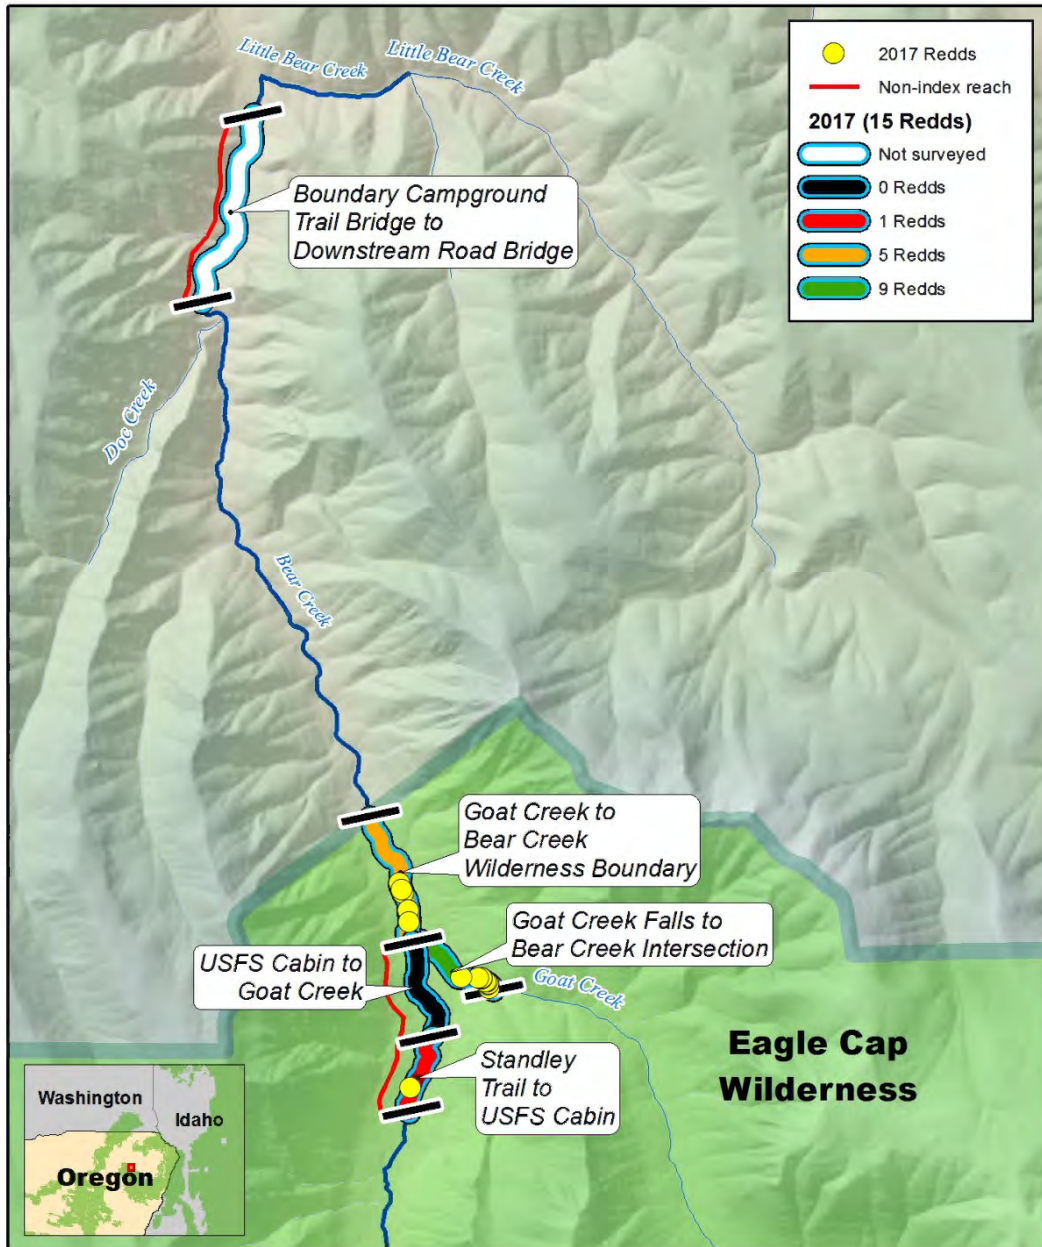 Little Bear Creek
Little Bear Creek
2017 Redds
Non-index reach
2017 (15 Redds)
Not surveyed
0 Redds
1 Redds
5 Redds
9 Redds
Boundary Campground
Trail Bridge to
Downstream Road Bridge
Doc Creek
Bear Creek
Goat Creek to
Bear Creek
Wilderness Boundary
Goat Creek Falls to
Bear Creek Intersection
USFS Cabin to
Goat Creek
Goat Creek
Standley
Trail to
USFS Cabin
Eagle Cap
Wilderness
Washington
Idaho
Oregon